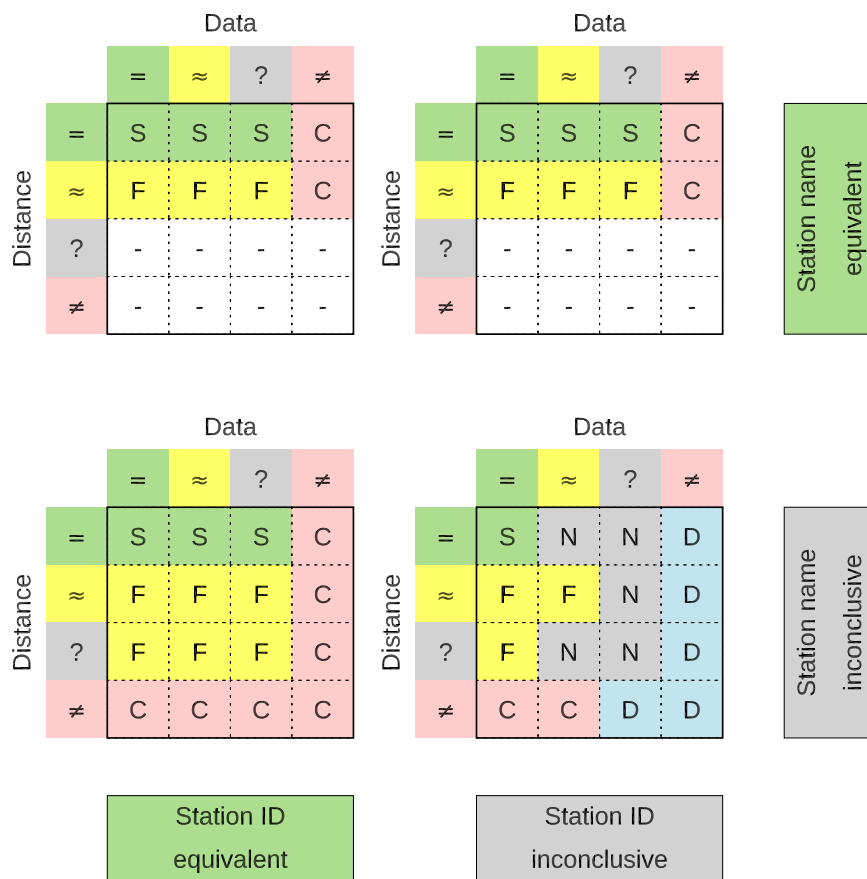 Data Data
= ≈ ? ≠ = ≈ ? ≠
= S S S C = S S S C
≈ F F F C ≈ F F F C
? - - - - ? - - - -
≠ - - - - ≠ - - - -
Distance
Distance
Station name
equivalent
Data Data
= ≈ ? ≠ = ≈ ? ≠
= S S S C = S N N D
≈ F F F C ≈ F F N D
? F F F C ? F N N D
≠ C C C C ≠ C C D D
Distance
Distance
Station name
inconclusive
Station ID
equivalent
Station ID
inconclusive